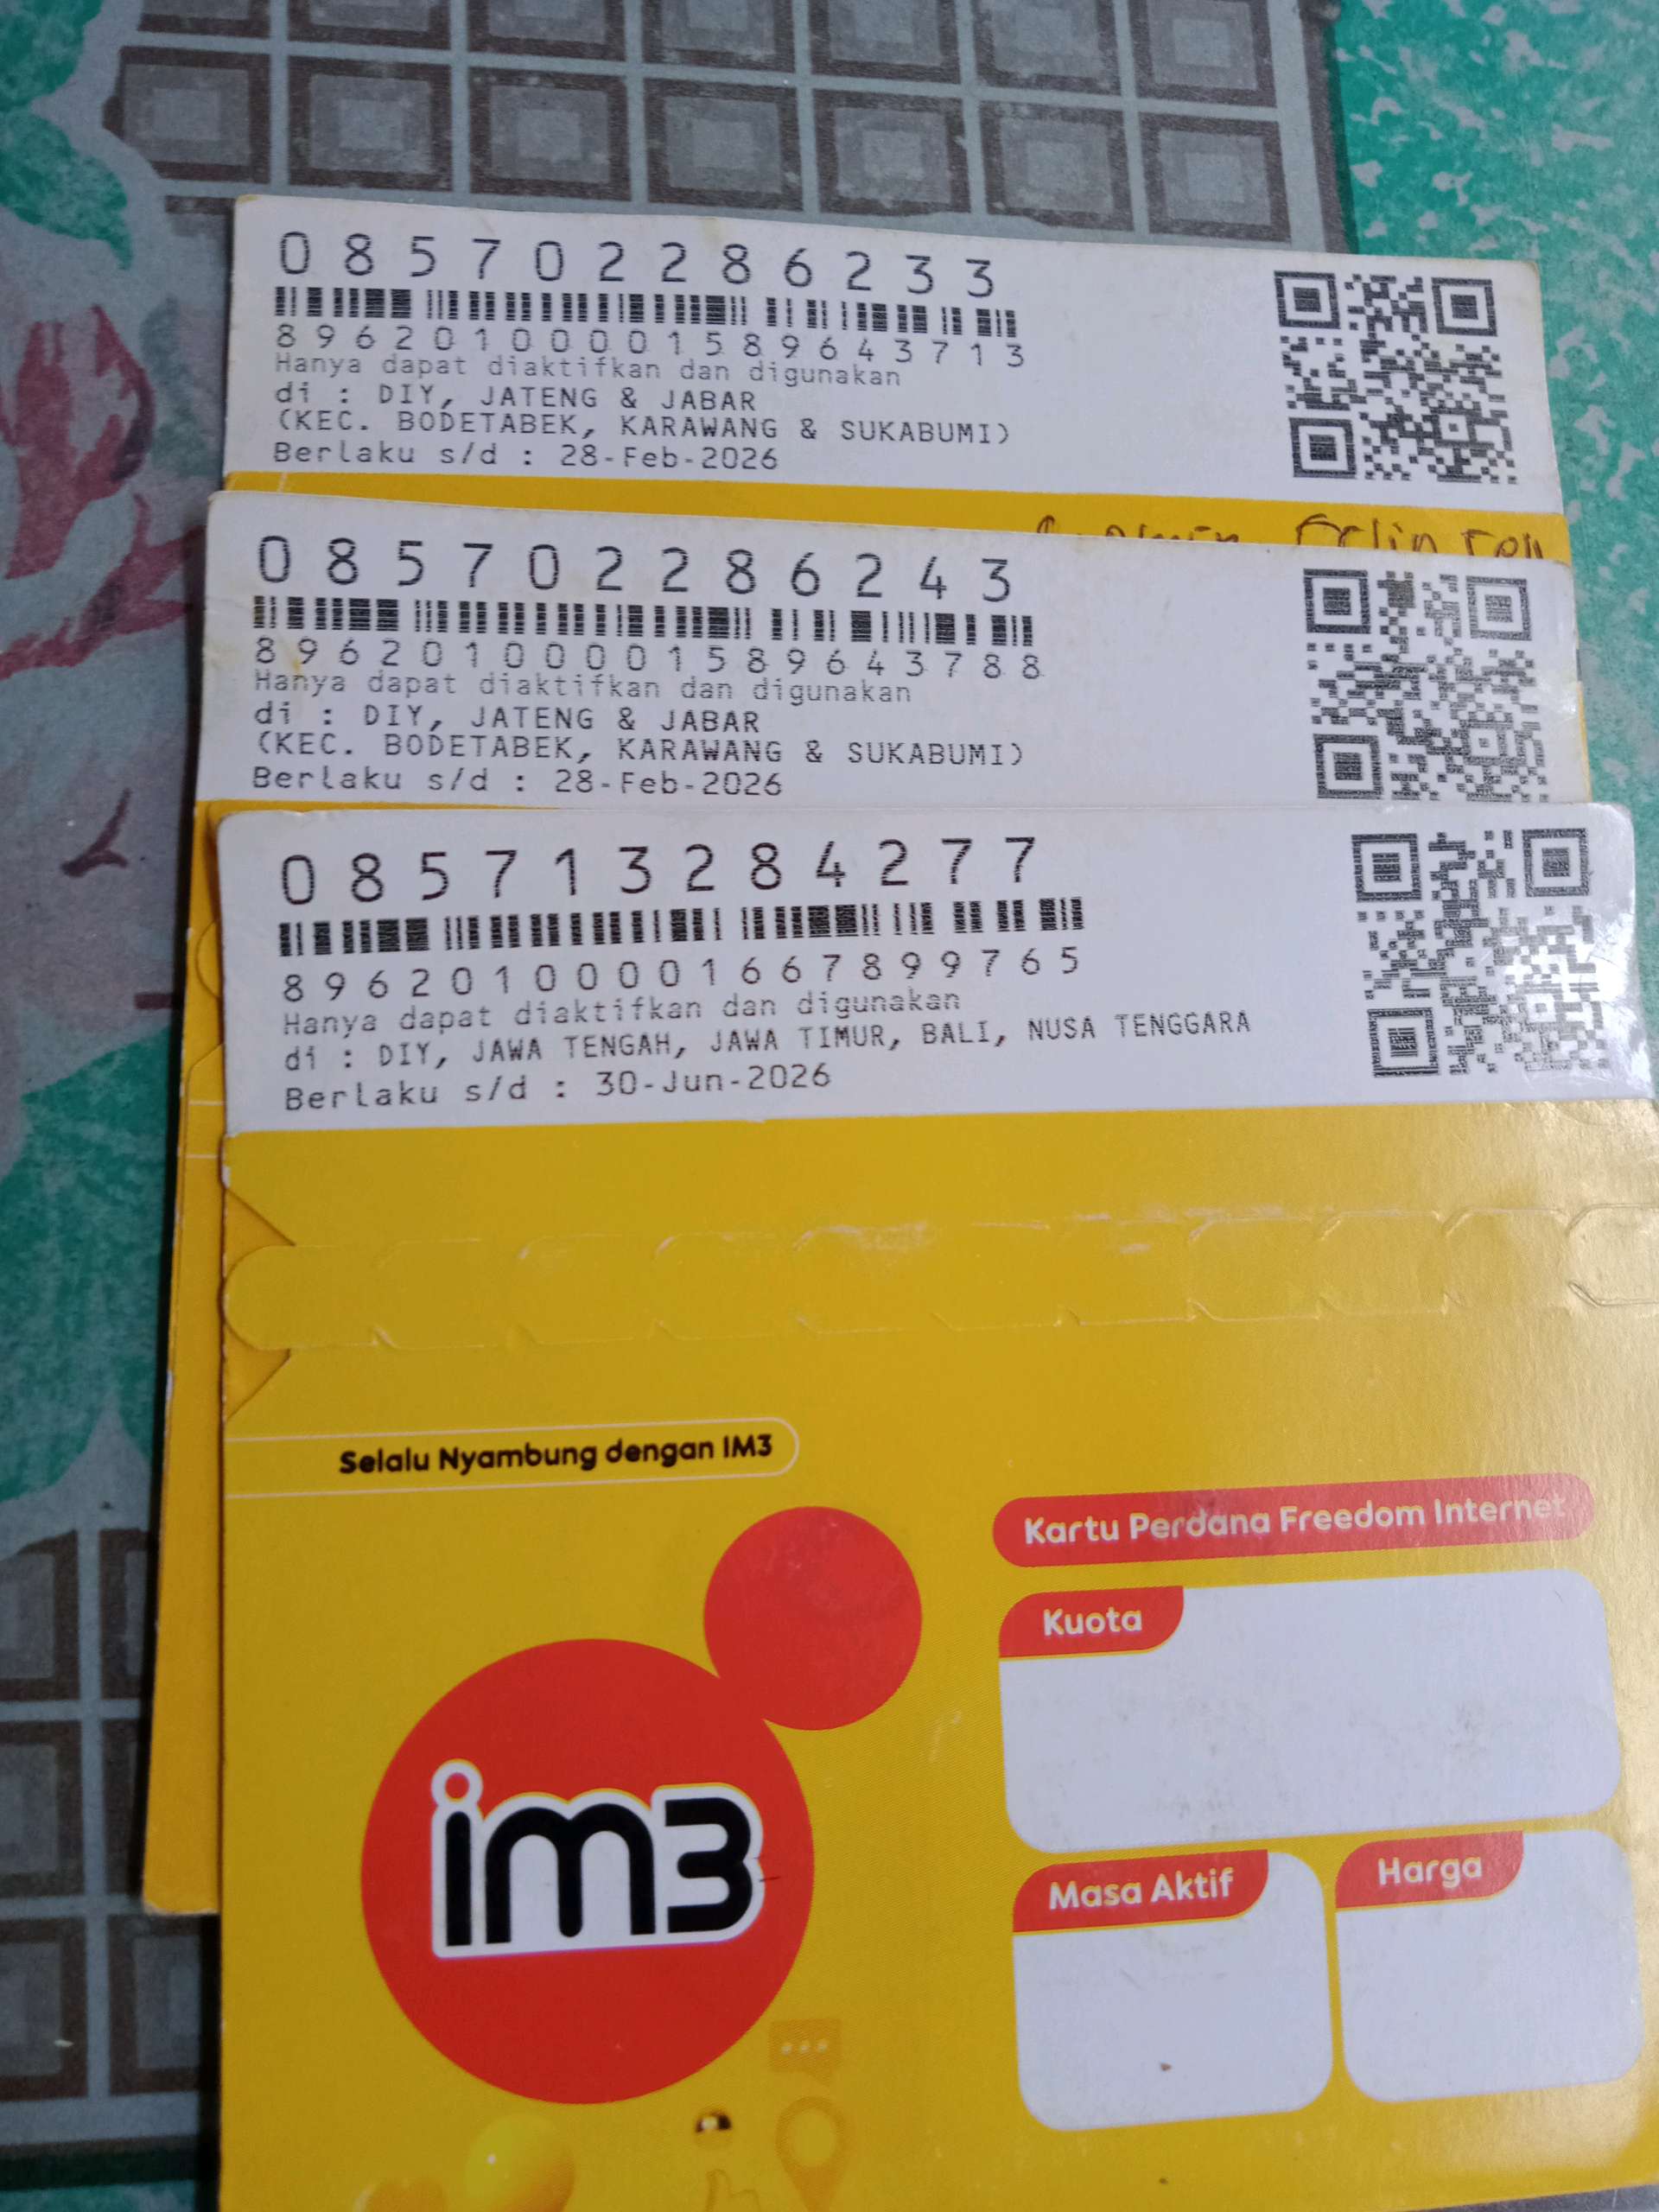 085702286233
89620100001589643713
Hanya dapat diaktifkan dan digunakan
di : DIY, JATENG & JABAR
(KEC. BODETABEK, KARAWANG & SUKABUMI)
Berlaku s/d : 28-Feb-2026
085702286243
89620100001589643788
Hanya dapat diaktifkan dan digunakan
di : DIY, JATENG & JABAR
(KEC. BODETABEK, KARAWANG & SUKABUMI)
Berlaku s/d : 28-Feb-2026
085713284277
89620100001667899765
Hanya dapat diaktifkan dan digunakan
di : DIY, JAWA TENGAH, JAWA TIMUR, BALI, NUSA TENGGARA
Berlaku s/d : 30-Jun-2026
Selalu Nyambung dengan IM3
Kartu Perdana Freedom Internet
Kuota
im3
Masa Aktif
Harga